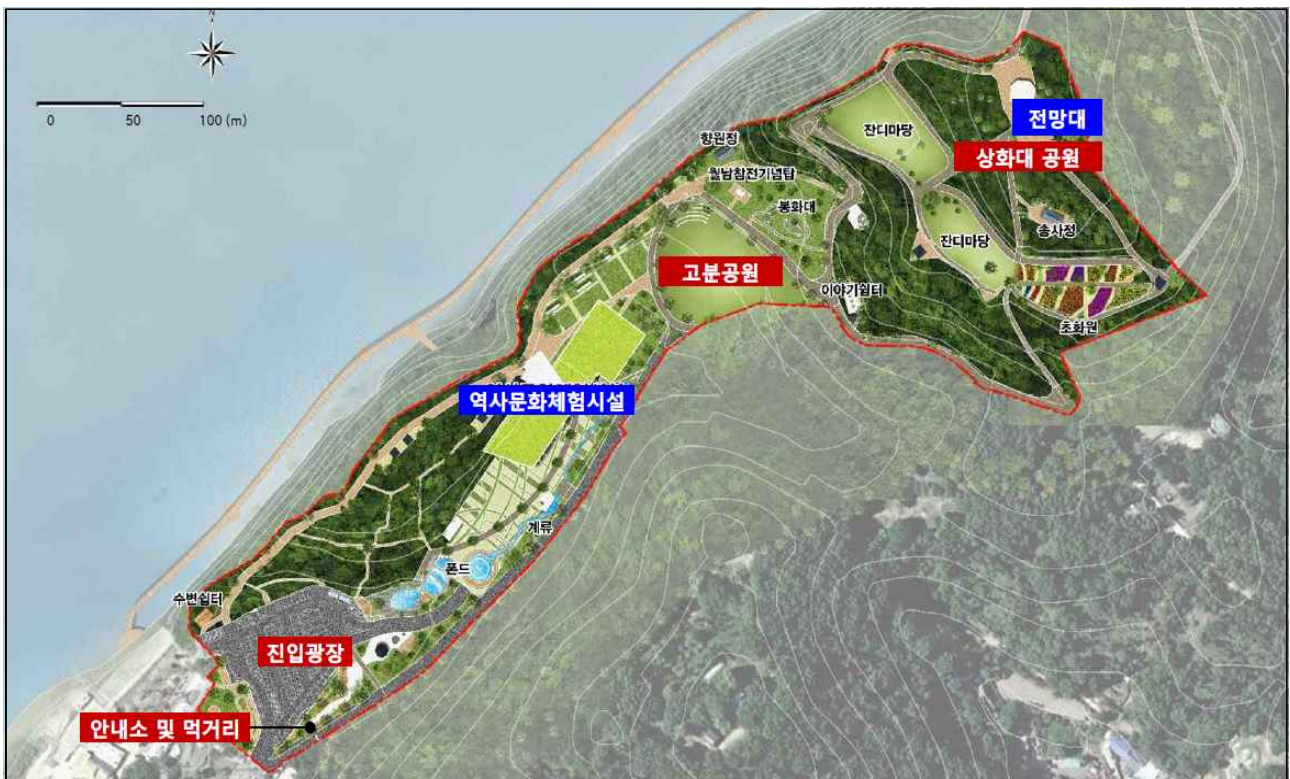 N
0 50 100 (m)
전망대
잔디마당
향원정
상화대 공원
월남참전기념탑
봉화대
송사정
잔디마당
고분공원
이야기쉼터
초화원
역사문화체험시설
계류
폰드
수변쉼터
진입광장
안내소 및 먹거리